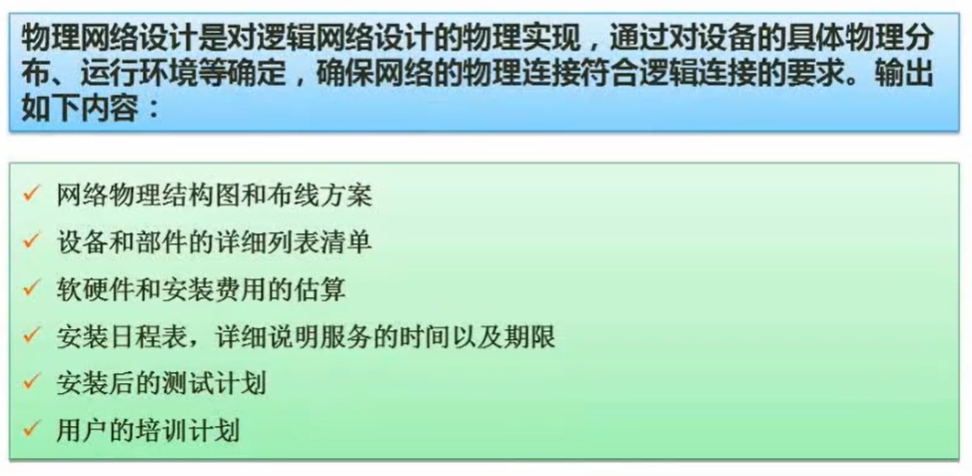 物理网络设计是对逻辑网络设计的物理实现，通过对设备的具体物理分
布、运行环境等确定，确保网络的物理连接符合逻辑连接的要求。输出
如下内容：
网络物理结构图和布线方案
设备和部件的详细列表清单
软硬件和安装费用的估算
安装日程表，详细说明服务的时间以及期限
安装后的测试计划
用户的培训计划